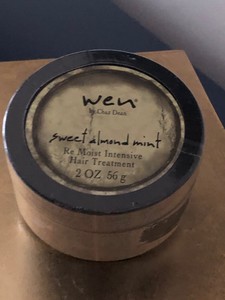 wen®
by Chaz Dean
sweet almond mint
Re Moist Intensive
Hair Treatment
2 OZ 56 g